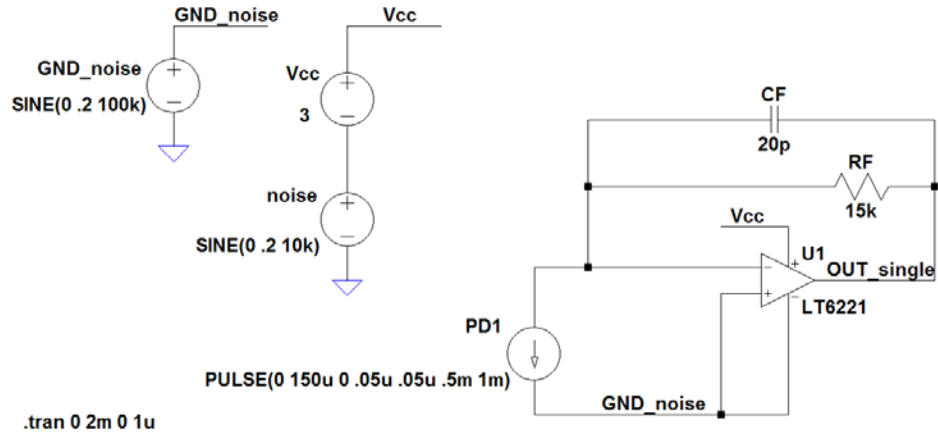 GND_noise
Vcc
GND_noise
SINE(0 .2 100k)
Vcc
3
noise
SINE(0 .2 10k)
CF
20p
RF
15k
Vcc
U1
OUT_single
LT6221
PD1
PULSE(0 150u 0 .05u .05u .5m 1m)
GND_noise
.tran 0 2m 0 1u